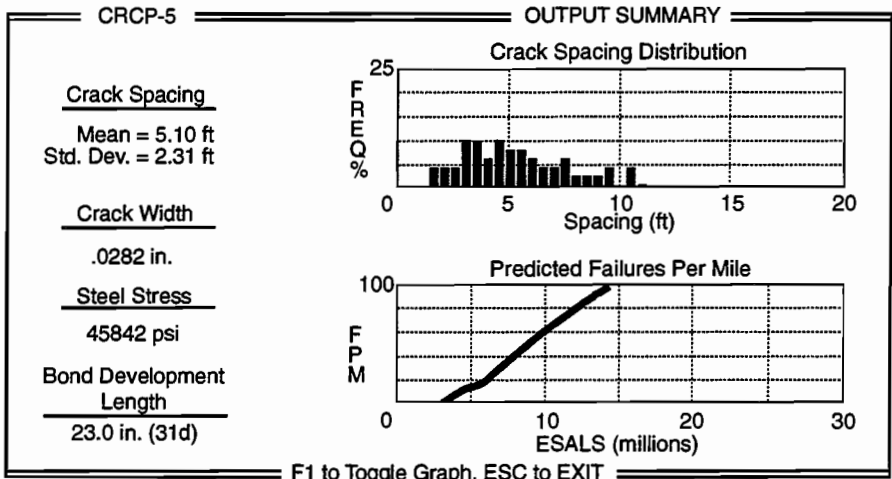 CRCP-5
OUTPUT SUMMARY
Crack Spacing
Mean = 5.10 ft
Std. Dev. = 2.31 ft
Crack Width
.0282 in.
Steel Stress
45842 psi
Bond Development
Length
23.0 in. (31d)
Crack Spacing Distribution
25
FREQ%
0 5 10 15 20
Spacing (ft)
Predicted Failures Per Mile
100
FPM
0 10 20 30
ESALS (millions)
F1 to Toggle Graph, ESC to EXIT